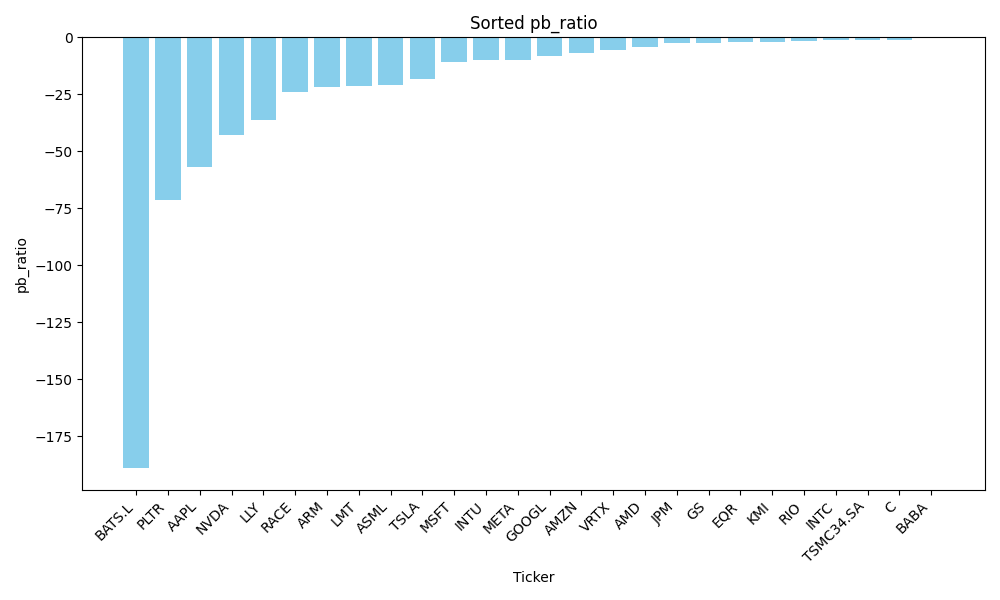 Sorted pb_ratio
0
−25
−50
−75
−100
−125
−150
−175
pb_ratio
BATS.L
PLTR
AAPL
NVDA
LLY
RACE
ARM
LMT
ASML
TSLA
MSFT
INTU
META
GOOGL
AMZN
VRTX
AMD
JPM
GS
EQR
KMI
RIO
INTC
TSMC34.SA
C
BABA
Ticker